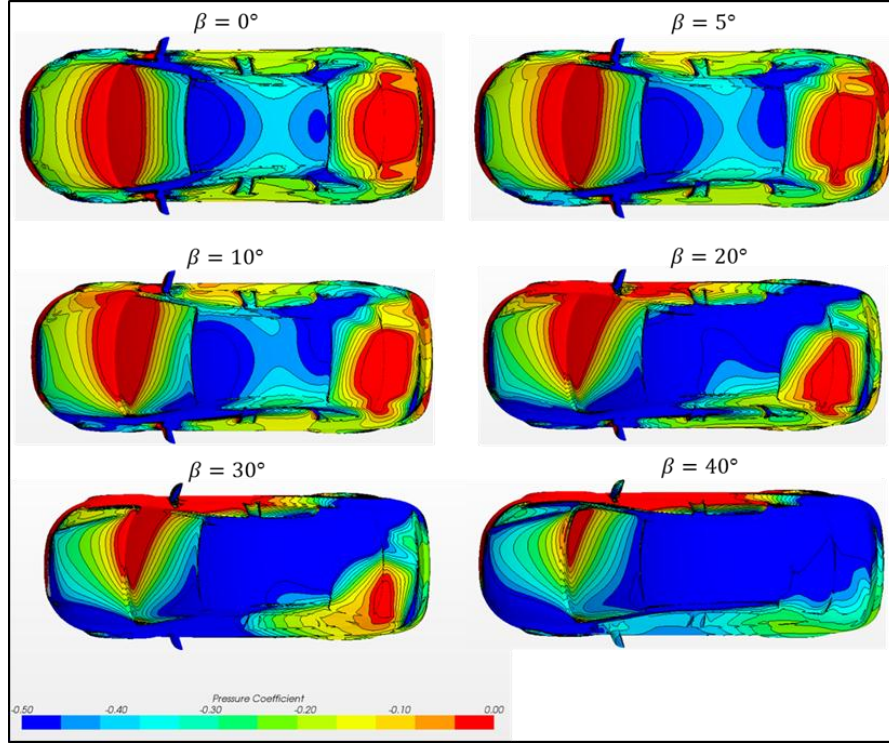 β = 0°
β = 5°
β = 10°
β = 20°
β = 30°
β = 40°
Pressure Coefficient
-0.50 -0.40 -0.30 -0.20 -0.10 0.00